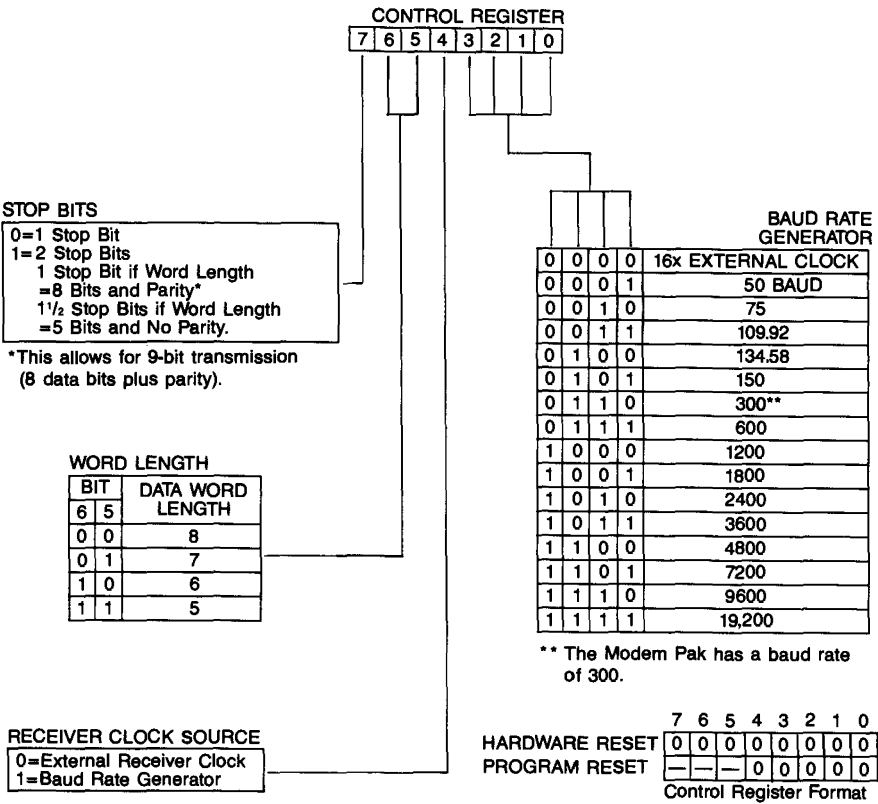 CONTROL REGISTER
7 6 5 4 3 2 1 0
STOP BITS
0=1 Stop Bit
1=2 Stop Bits
1 Stop Bit if Word Length
=8 Bits and Parity*
1½ Stop Bits if Word Length
=5 Bits and No Parity.
*This allows for 9-bit transmission
(8 data bits plus parity).
WORD LENGTH
BIT DATA WORD
6 5 LENGTH
0 0 8
0 1 7
1 0 6
1 1 5
RECEIVER CLOCK SOURCE
0=External Receiver Clock
1=Baud Rate Generator
BAUD RATE
GENERATOR
0 0 0 0 16x EXTERNAL CLOCK
0 0 0 1 50 BAUD
0 0 1 0 75
0 0 1 1 109.92
0 1 0 0 134.58
0 1 0 1 150
0 1 1 0 300**
0 1 1 1 600
1 0 0 0 1200
1 0 0 1 1800
1 0 1 0 2400
1 0 1 1 3600
1 1 0 0 4800
1 1 0 1 7200
1 1 1 0 9600
1 1 1 1 19,200
** The Modem Pak has a baud rate
of 300.
7 6 5 4 3 2 1 0
HARDWARE RESET 0 0 0 0 0 0 0 0
PROGRAM RESET — — — 0 0 0 0 0
Control Register Format